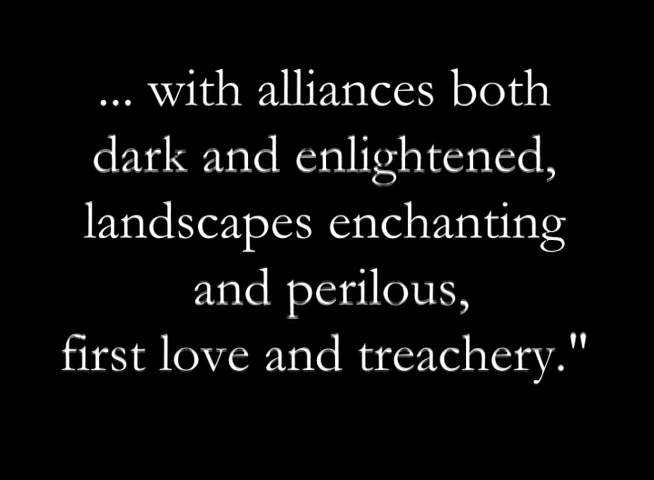 ... with alliances both
dark and enlightened,
landscapes enchanting
and perilous,
first love and treachery."